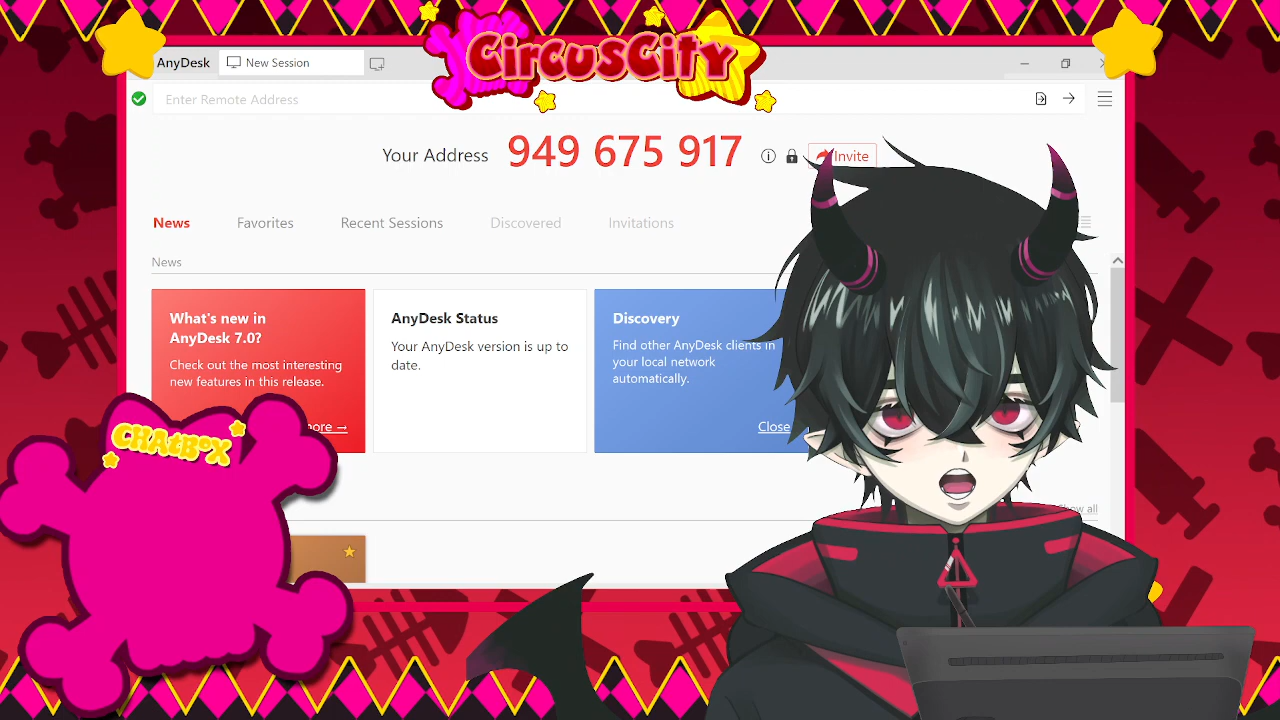 CircusCity
AnyDesk
New Session
Enter Remote Address
Your Address
949 675 917
Invite
News
Favorites
Recent Sessions
Discovered
Invitations
News
What's new in
AnyDesk 7.0?
Check out the most interesting
new features in this release.
AnyDesk Status
Your AnyDesk version is up to
date.
Discovery
Find other AnyDesk clients in
your local network
automatically.
Close
CHAtBoX
all